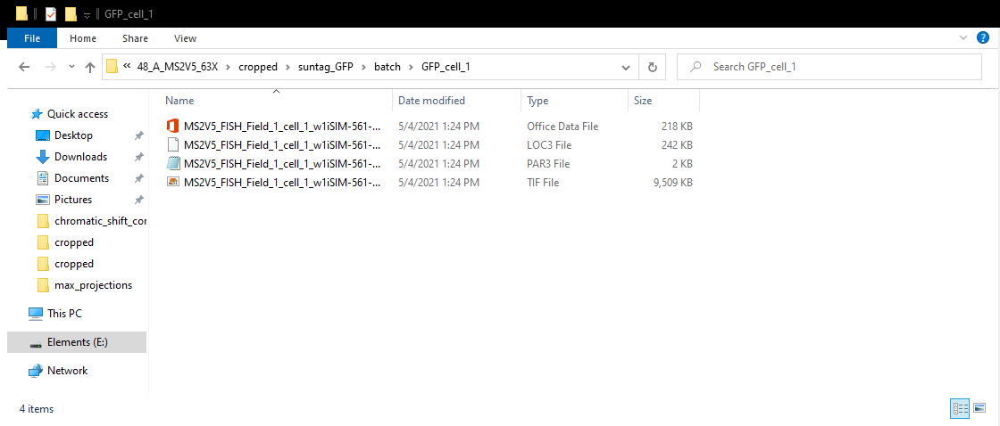 GFP_cell_1
File Home Share View
« 48_A_MS2V5_63X > cropped > suntag_GFP > batch > GFP_cell_1
Search GFP_cell_1
Name Date modified Type Size
Quick access
Desktop
Downloads
Documents
Pictures
chromatic_shift_cor
cropped
cropped
max_projections
This PC
Elements (E:)
Network
MS2V5_FISH_Field_1_cell_1_w1iSIM-561-... 5/4/2021 1:24 PM Office Data File 218 KB
MS2V5_FISH_Field_1_cell_1_w1iSIM-561-... 5/4/2021 1:24 PM LOC3 File 242 KB
MS2V5_FISH_Field_1_cell_1_w1iSIM-561-... 5/4/2021 1:24 PM PAR3 File 2 KB
MS2V5_FISH_Field_1_cell_1_w1iSIM-561-... 5/4/2021 1:24 PM TIF File 9,509 KB
4 items